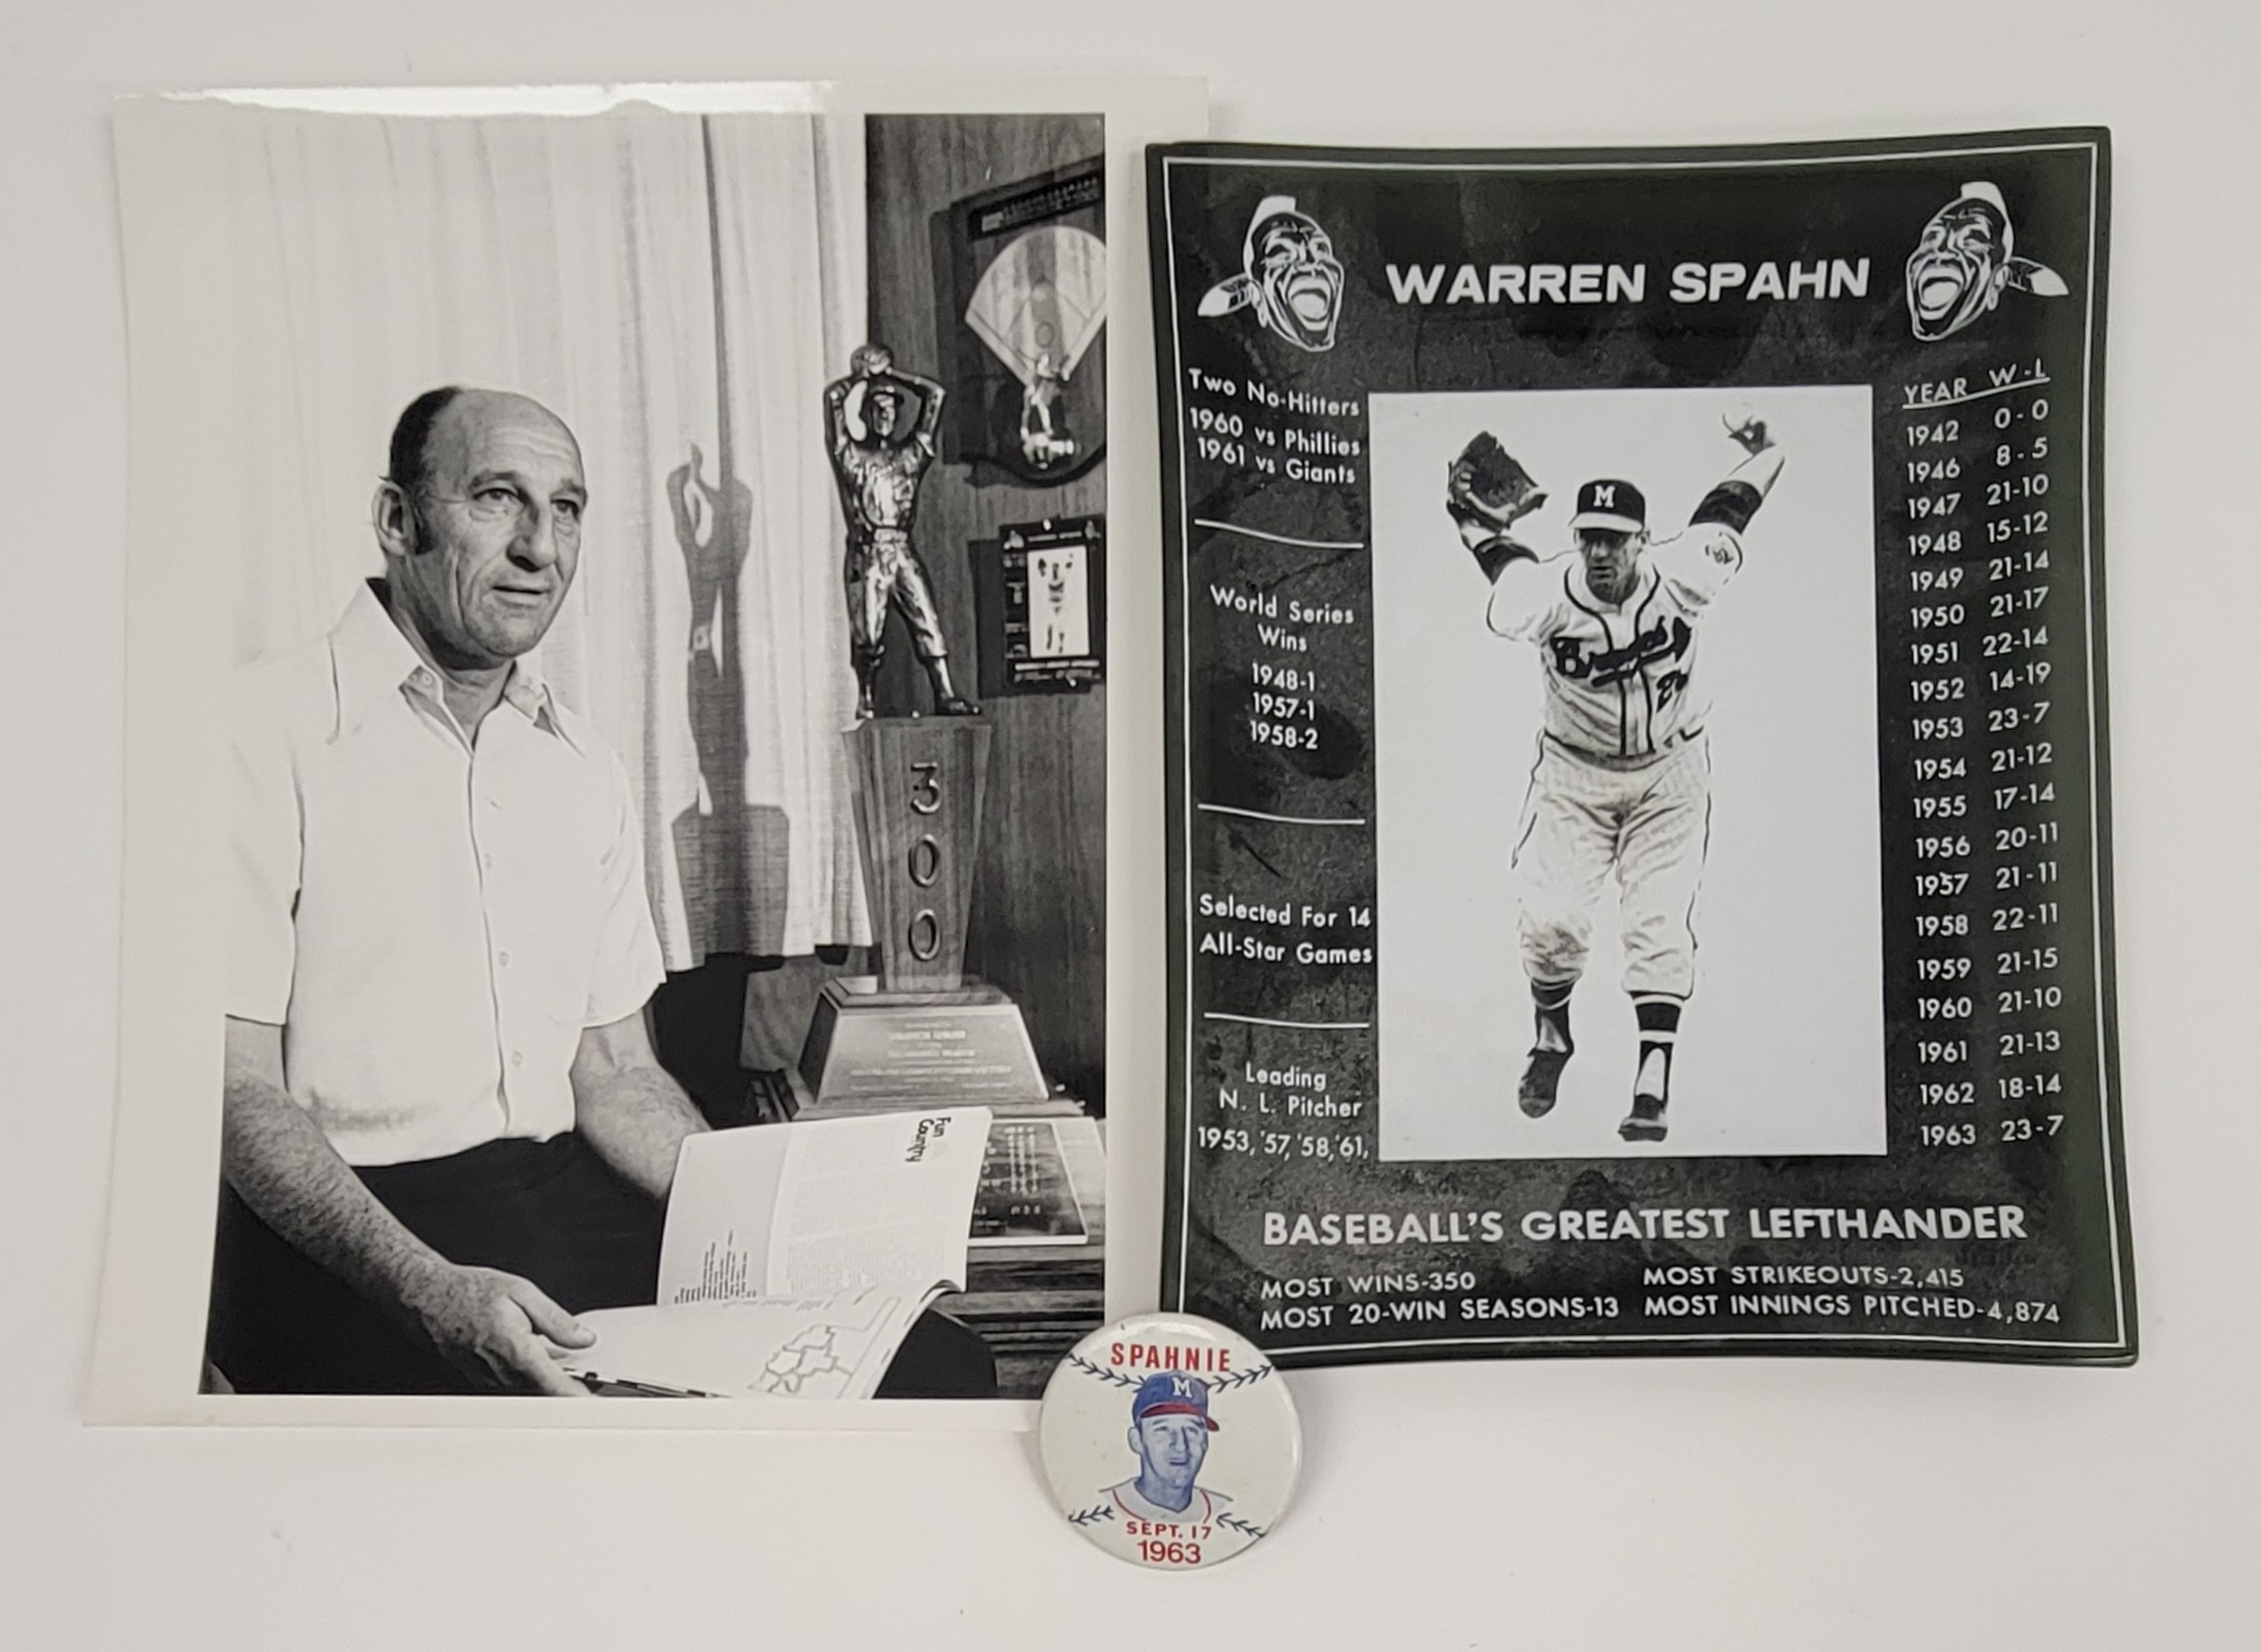 3
0
0
Fun
Country
WARREN SPAHN
Two No-Hitters
1960 vs Phillies
1961 vs Giants
World Series
Wins
1948-1
1957-1
1958-2
Selected For 14
All-Star Games
Leading
N. L. Pitcher
1953, '57, '58, '61,
M
Braves
YEAR W-L
1942 0-0
1946 8-5
1947 21-10
1948 15-12
1949 21-14
1950 21-17
1951 22-14
1952 14-19
1953 23-7
1954 21-12
1955 17-14
1956 20-11
1957 21-11
1958 22-11
1959 21-15
1960 21-10
1961 21-13
1962 18-14
1963 23-7
BASEBALL'S GREATEST LEFTHANDER
MOST WINS-350 MOST STRIKEOUTS-2,415
MOST 20-WIN SEASONS-13 MOST INNINGS PITCHED-4,874
SPAHNIE
M
SEPT. 17
1963